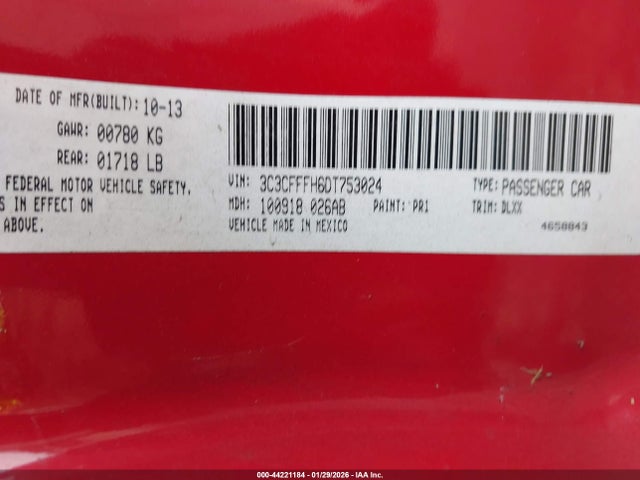 DATE OF MFR(BUILT): 10-13
GAWR: 00780 KG
REAR: 01718 LB
FEDERAL MOTOR VEHICLE SAFETY.
S IN EFFECT ON
ABOVE.
VIN: 3C3CFFFH6DT753024
TYPE: PASSENGER CAR
MDH: 100918 026AB
PAINT: PR1
TRIM: DLXX
VEHICLE MADE IN MEXICO
4658843
000-44221184 - 01/29/2026 - IAA Inc.